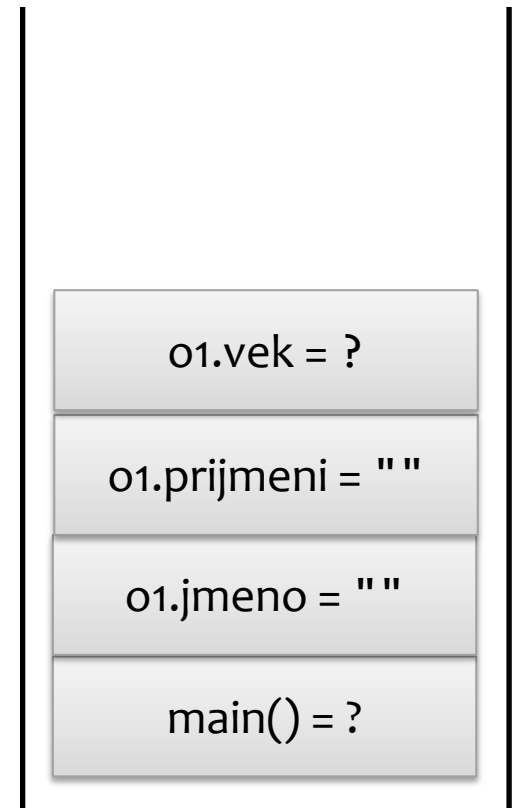 o1.vek = ?
o1.prijmeni = ""
o1.jmeno = ""
main() = ?